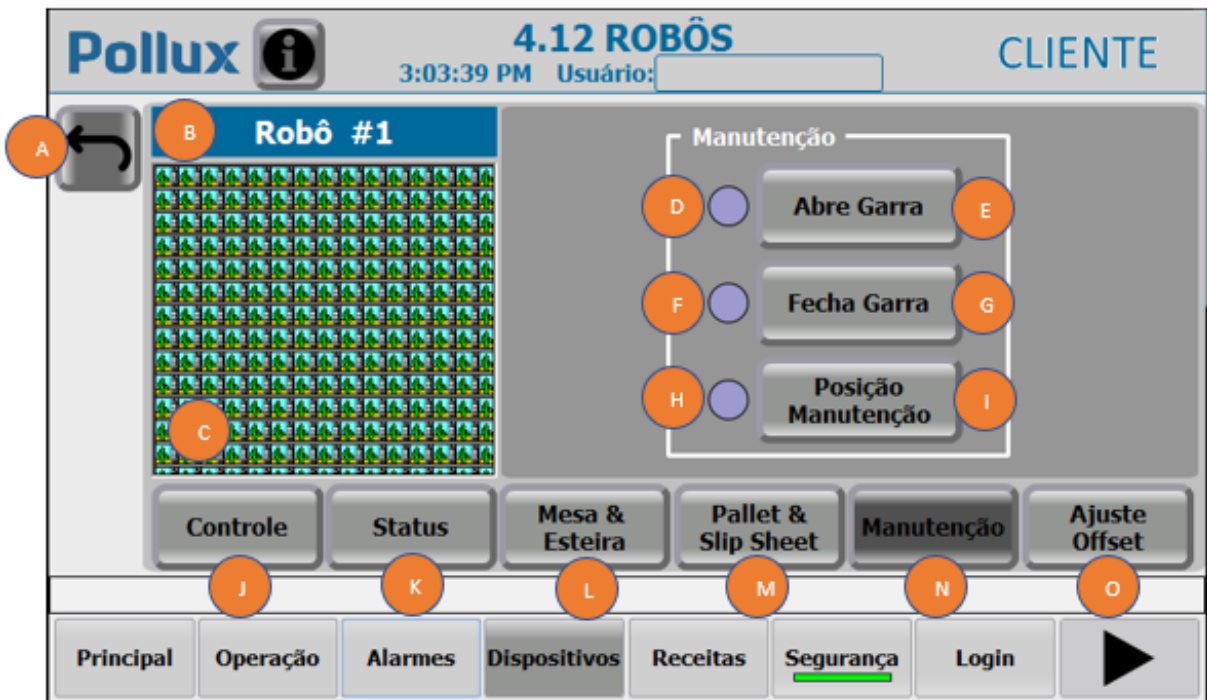 Pollux
4.12 ROBÔS
3:03:39 PM Usuário:
CLIENTE
A
B
Robô #1
C
Manutenção
D
Abre Garra
E
F
Fecha Garra
G
H
Posição
Manutenção
I
Controle
Status
Mesa &
Esteira
Pallet &
Slip Sheet
Manutenção
Ajuste
Offset
J
K
L
M
N
O
Principal
Operação
Alarmes
Dispositivos
Receitas
Segurança
Login